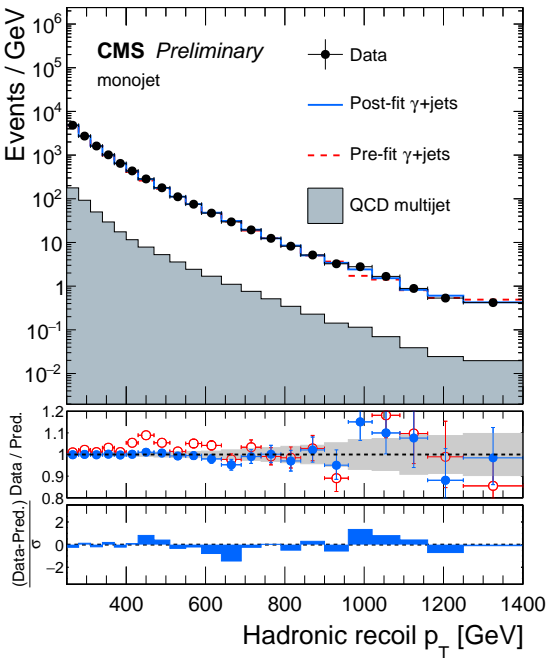 CMS Preliminary
monojet
Data
Post-fit γ+jets
Pre-fit γ+jets
QCD multijet
Events / GeV
10⁶
10⁵
10⁴
10³
10²
10
1
10⁻¹
10⁻²
Data / Pred.
1.2
1.1
1.0
0.9
0.8
(Data-Pred.)
σ
2
0
−2
400 600 800 1000 1200 1400
Hadronic recoil p_T [GeV]